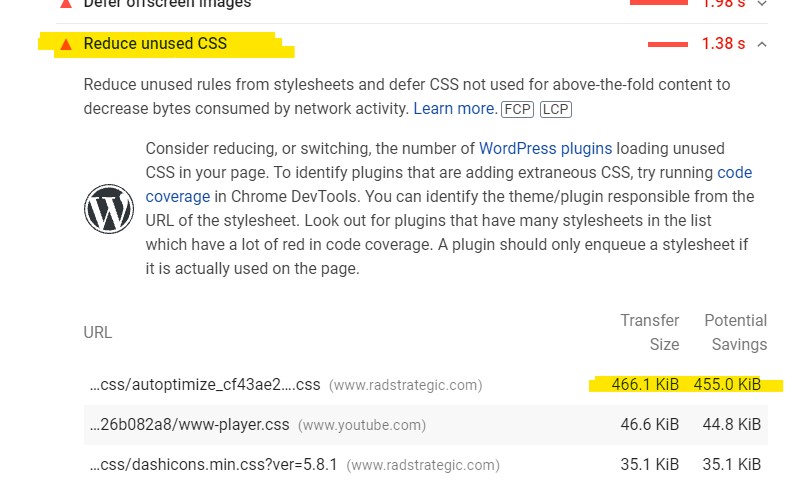 Defer offscreen images 1.98 s
Reduce unused CSS 1.38 s
Reduce unused rules from stylesheets and defer CSS not used for above-the-fold content to
decrease bytes consumed by network activity. Learn more. FCP LCP
Consider reducing, or switching, the number of WordPress plugins loading unused
CSS in your page. To identify plugins that are adding extraneous CSS, try running code
coverage in Chrome DevTools. You can identify the theme/plugin responsible from the
URL of the stylesheet. Look out for plugins that have many stylesheets in the list
which have a lot of red in code coverage. A plugin should only enqueue a stylesheet if
it is actually used on the page.
URL
Transfer Size
Potential Savings
...css/autoptimize_cf43ae2....css (www.radstrategic.com) 466.1 KiB 455.0 KiB
...26b082a8/www-player.css (www.youtube.com) 46.6 KiB 44.8 KiB
...css/dashicons.min.css?ver=5.8.1 (www.radstrategic.com) 35.1 KiB 35.1 KiB